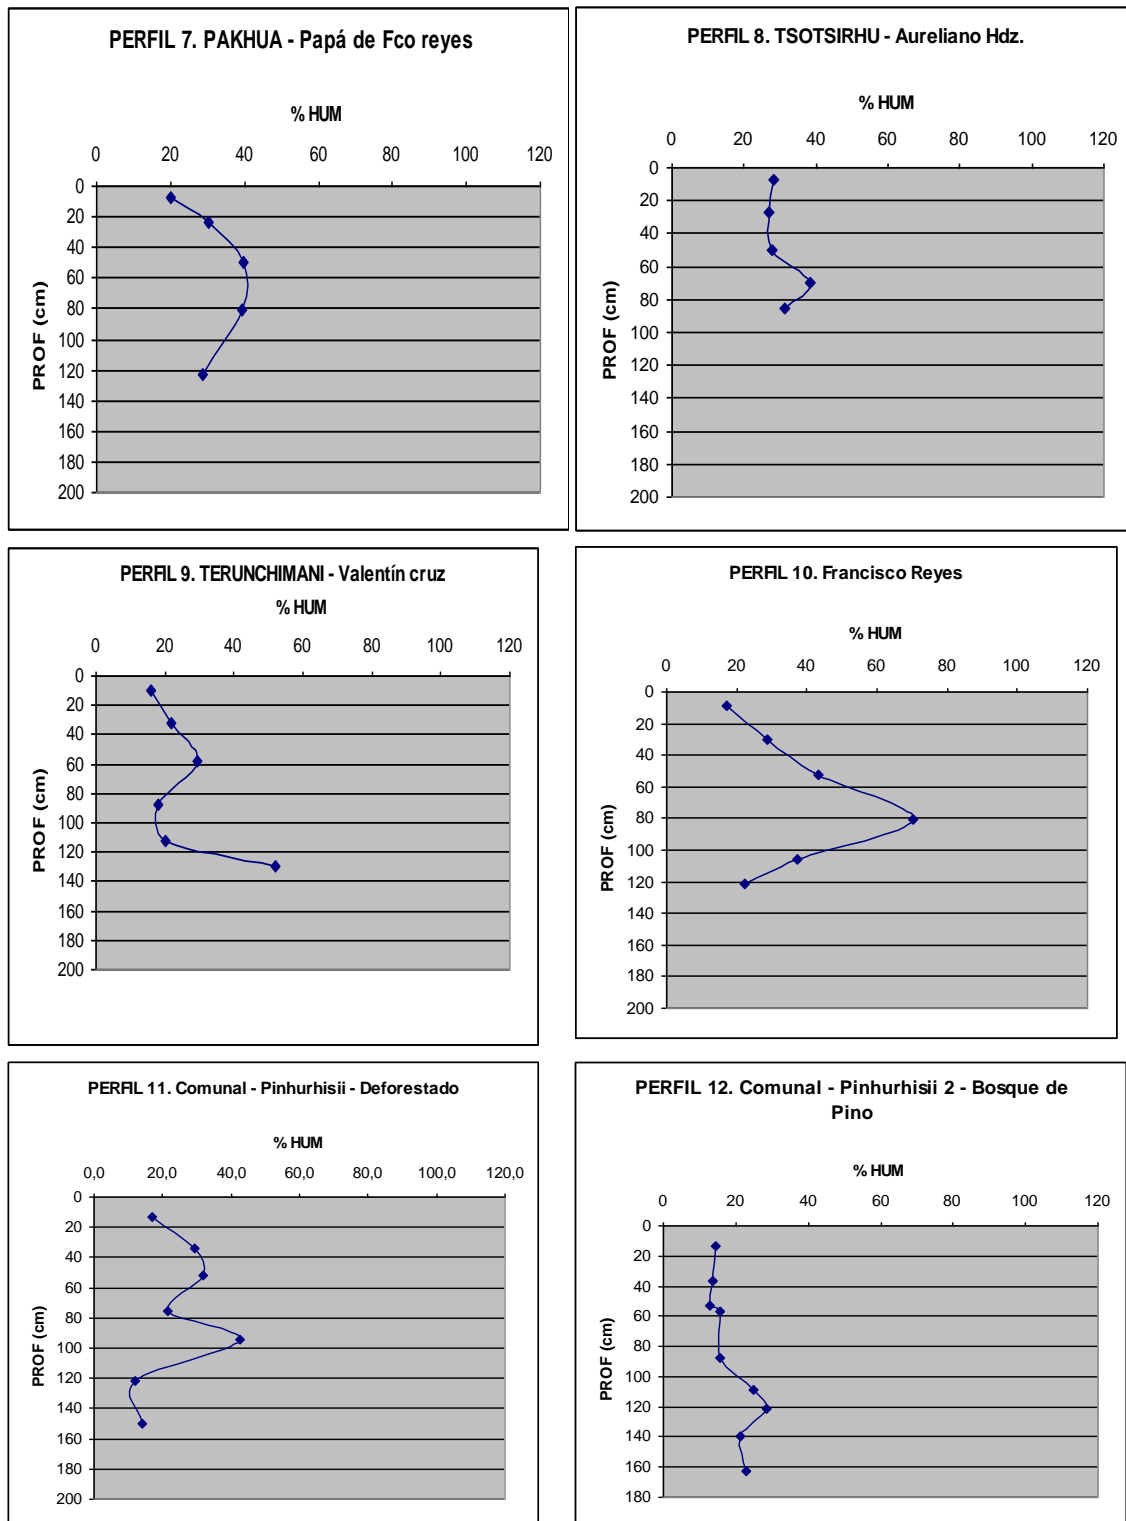 PERFIL 7. PAKHUA - Papá de Fco reyes
% HUM
0 20 40 60 80 100 120
0
20
40
60
80
100
120
140
160
180
200
PROF (cm)
PERFIL 8. TSOTSIRHU - Aureliano Hdz.
% HUM
0 20 40 60 80 100 120
0
20
40
60
80
100
120
140
160
180
200
PROF (cm)
PERFIL 9. TERUNCHIMANI - Valentín cruz
% HUM
0 20 40 60 80 100 120
0
20
40
60
80
100
120
140
160
180
200
PROF (cm)
PERFIL 10. Francisco Reyes
% HUM
0 20 40 60 80 100 120
0
20
40
60
80
100
120
140
160
180
200
PROF (cm)
PERFIL 11. Comunal - Pinhurhisii - Deforestado
% HUM
0,0 20,0 40,0 60,0 80,0 100,0 120,0
0
20
40
60
80
100
120
140
160
180
200
PROF (cm)
PERFIL 12. Comunal - Pinhurhisii 2 - Bosque de
Pino
% HUM
0 20 40 60 80 100 120
0
20
40
60
80
100
120
140
160
180
PROF (cm)